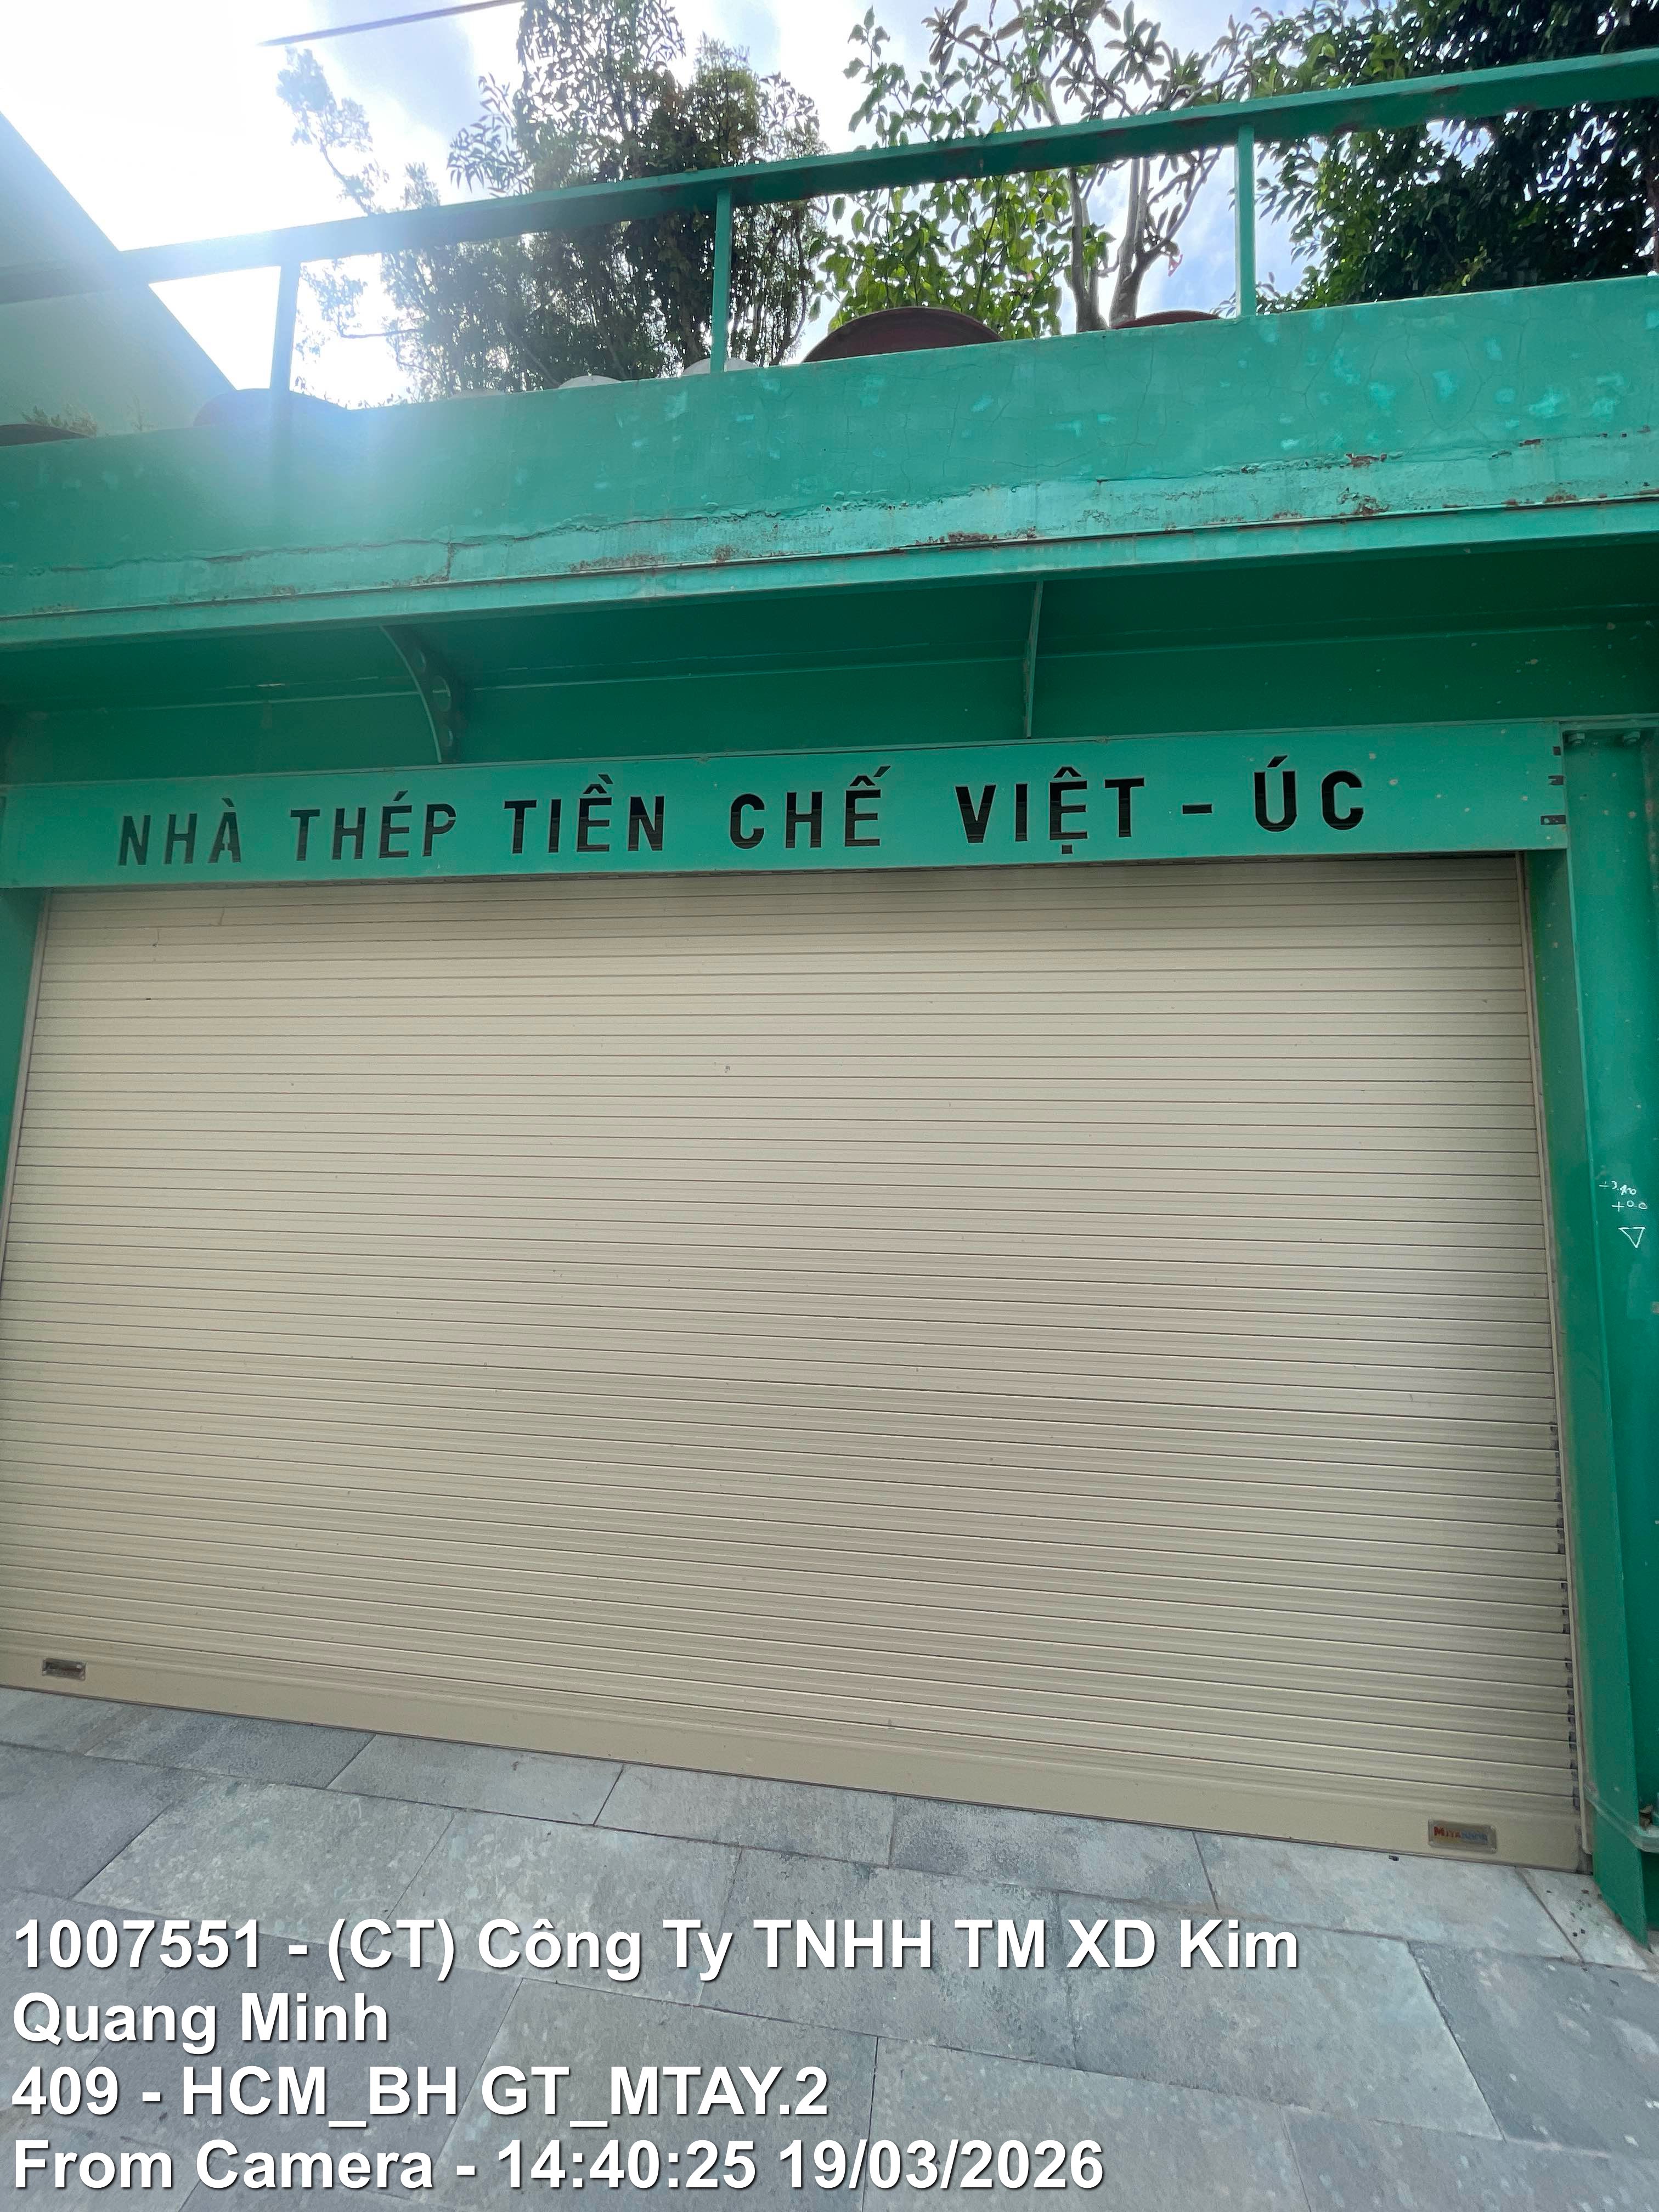 NHÀ THÉP TIỀN CHẾ VIỆT - ÚC
1007551 - (CT) Công Ty TNHH TM XD Kim
Quang Minh
409 - HCM_BH GT_MTAY.2
From Camera - 14:40:25 19/03/2026